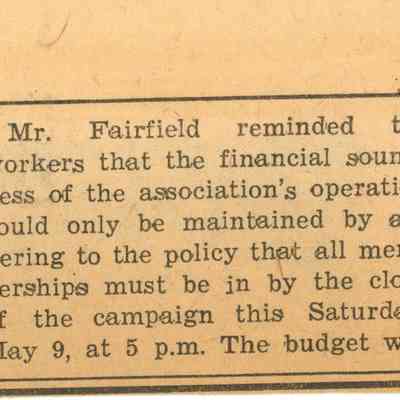 Mr. Fairfield reminded t
workers that the financial soun
ess of the association's operati
ould only be maintained by a
ering to the policy that all mem
erships must be in by the clo
f the campaign this Saturda
May 9, at 5 p.m. The budget w